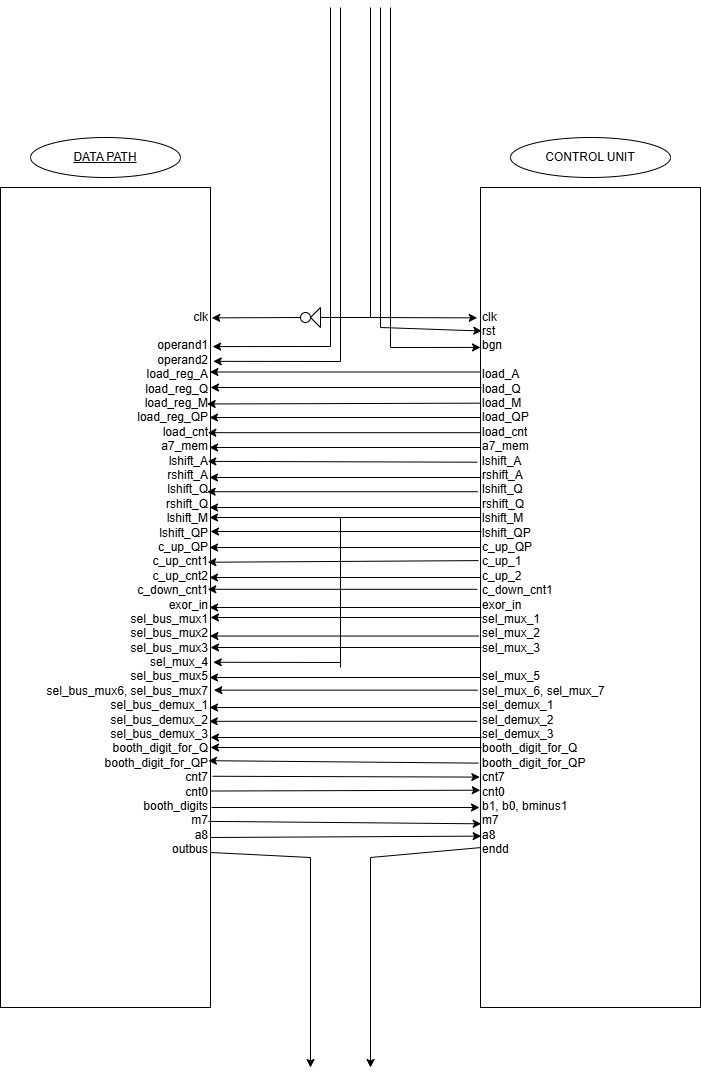 DATA PATH
CONTROL UNIT
clk
operand1
operand2
load_reg_A
load_reg_Q
load_reg_M
load_reg_QP
load_cnt
a7_mem
lshift_A
rshift_A
lshift_Q
rshift_Q
lshift_M
lshift_QP
c_up_QP
c_up_cnt1
c_up_cnt2
c_down_cnt1
exor_in
sel_bus_mux1
sel_bus_mux2
sel_bus_mux3
sel_mux_4
sel_bus_mux5
sel_bus_mux6, sel_bus_mux7
sel_bus_demux_1
sel_bus_demux_2
sel_bus_demux_3
booth_digit_for_Q
booth_digit_for_QP
cnt7
cnt0
booth_digits
m7
a8
outbus
clk
rst
bgn
load_A
load_Q
load_M
load_QP
load_cnt
a7_mem
lshift_A
rshift_A
lshift_Q
rshift_Q
lshift_M
lshift_QP
c_up_QP
c_up_1
c_up_2
c_down_cnt1
exor_in
sel_mux_1
sel_mux_2
sel_mux_3
sel_mux_5
sel_mux_6, sel_mux_7
sel_demux_1
sel_demux_2
sel_demux_3
booth_digit_for_Q
booth_digit_for_QP
cnt7
cnt0
b1, b0, bminus1
m7
a8
endd